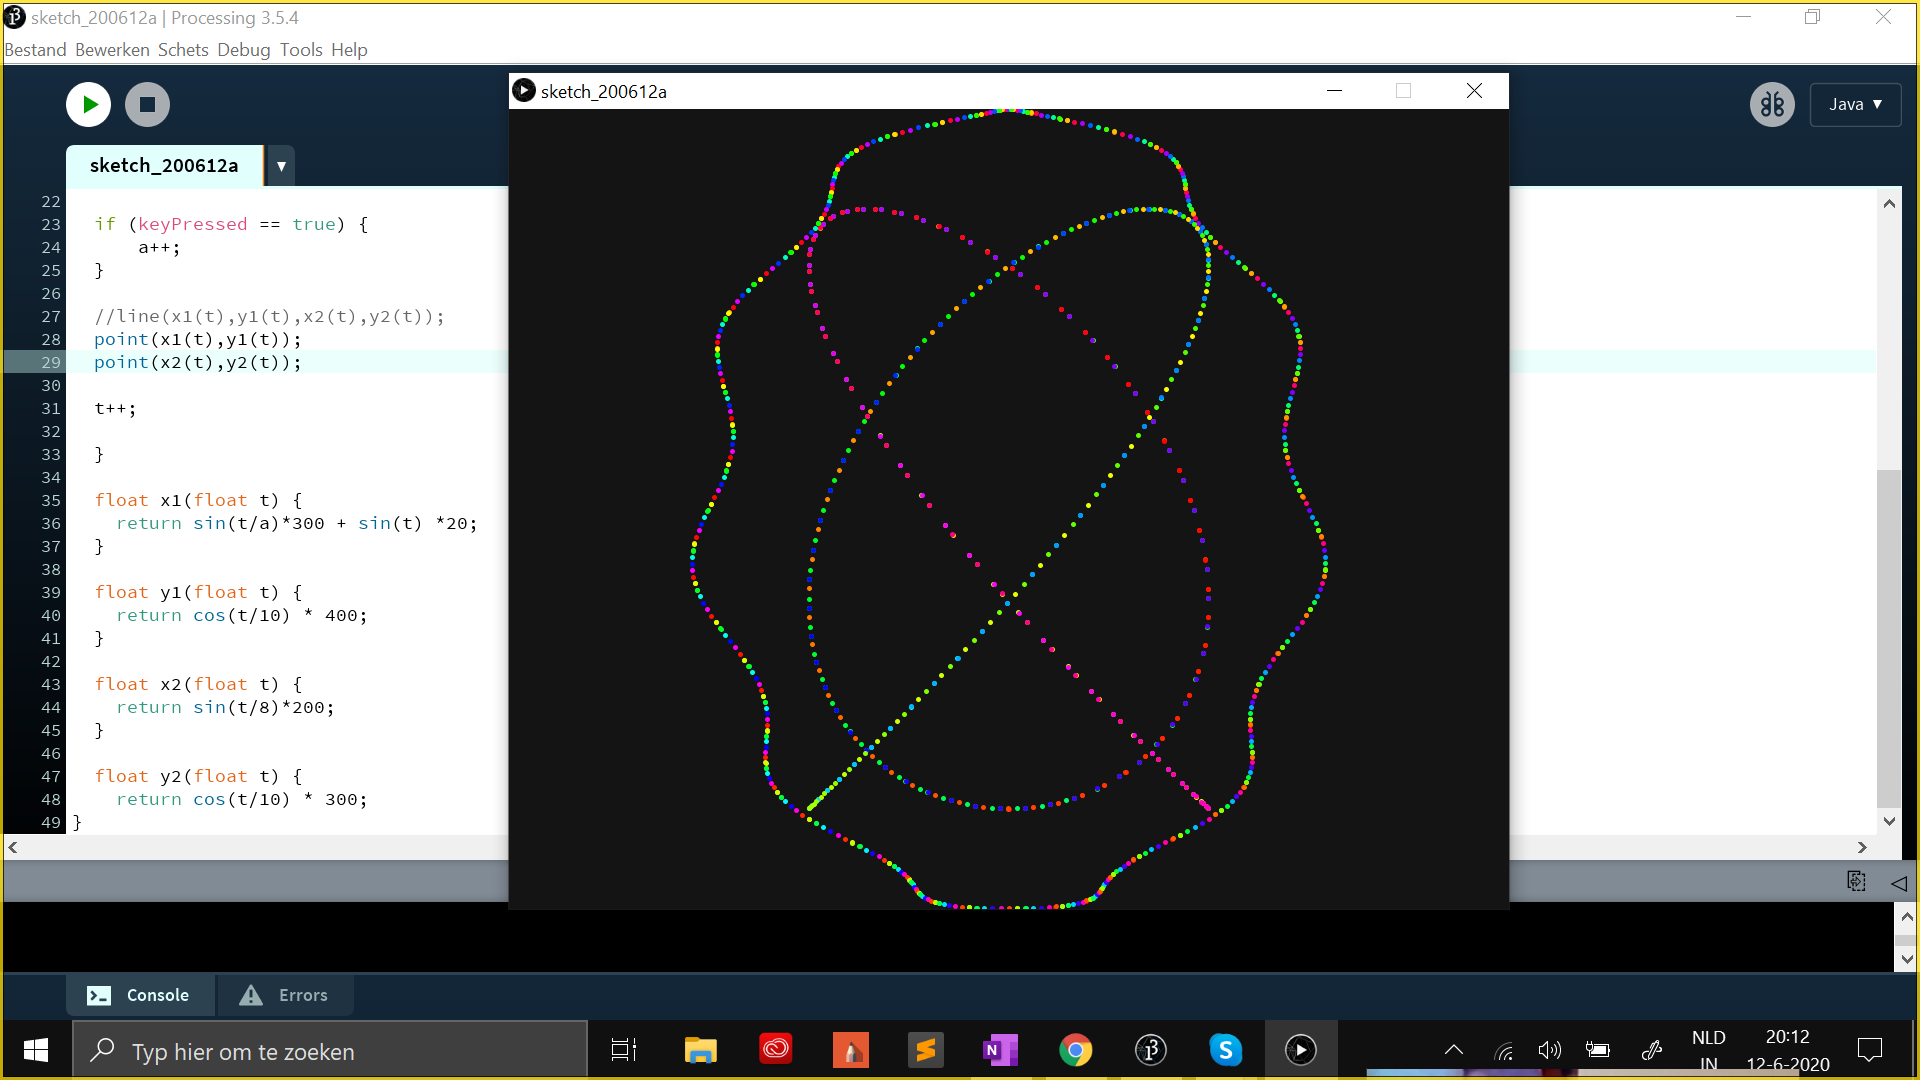 sketch_200612a | Processing 3.5.4
Bestand Bewerken Schets Debug Tools Help
sketch_200612a
Java ▼
sketch_200612a ▼
22
23 if (keyPressed == true) {
24 a++;
25 }
26
27 //line(x1(t),y1(t),x2(t),y2(t));
28 point(x1(t),y1(t));
29 point(x2(t),y2(t));
30
31 t++;
32
33 }
34
35 float x1(float t) {
36 return sin(t/a)*300 + sin(t) *20;
37 }
38
39 float y1(float t) {
40 return cos(t/10) * 400;
41 }
42
43 float x2(float t) {
44 return sin(t/8)*200;
45 }
46
47 float y2(float t) {
48 return cos(t/10) * 300;
49 }
Console Errors
Typ hier om te zoeken
NLD
IN
20:12
12-6-2020